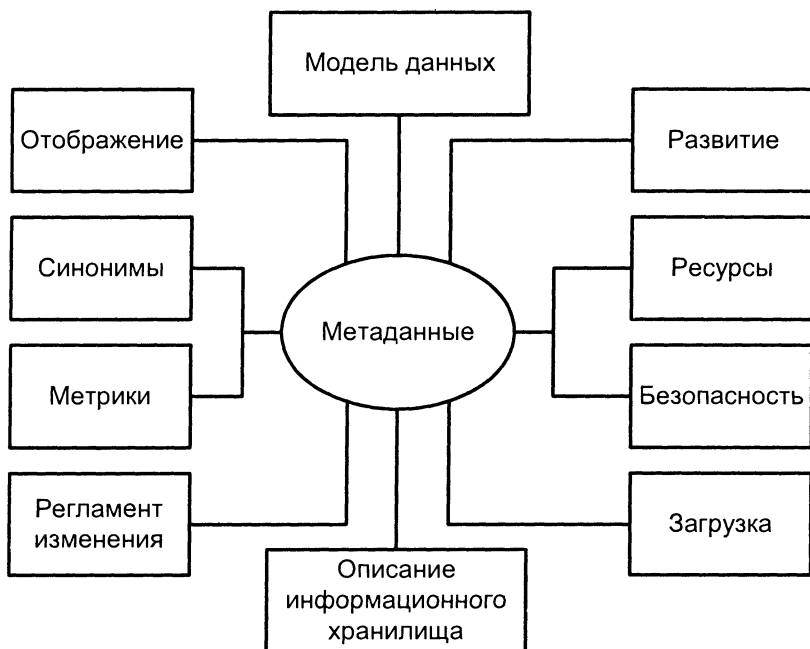 Модель данных
Отображение
Развитие
Синонимы
Ресурсы
Метаданные
Метрики
Безопасность
Регламент
изменения
Загрузка
Описание
информационного
хранилища